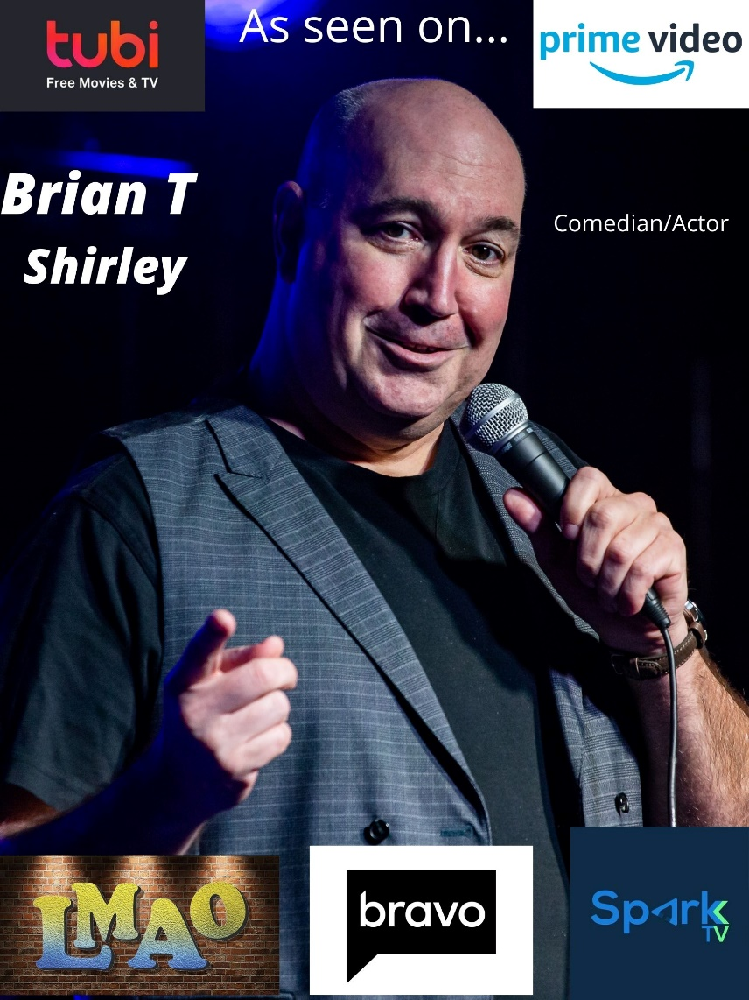 As seen on...
tubi
Free Movies & TV
prime video
Brian T
Shirley
Comedian/Actor
LMAO
bravo
Spark
TV